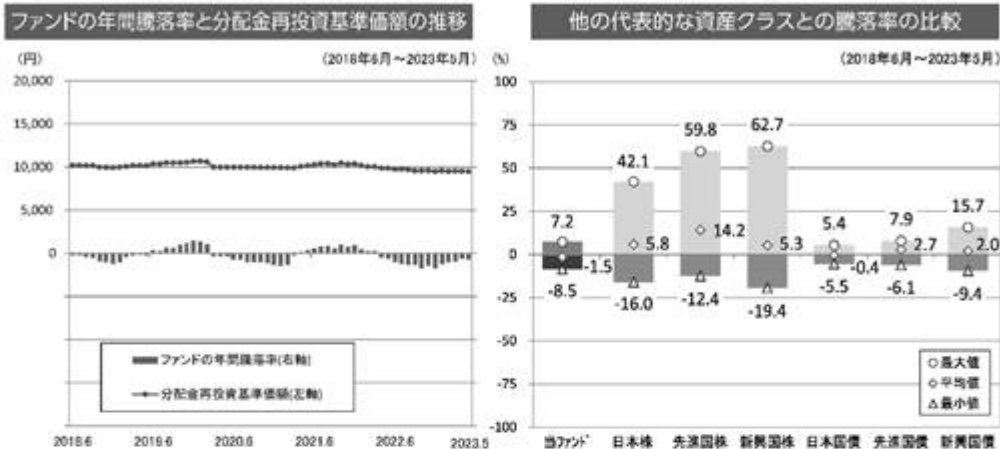 ファンドの年間騰落率と分配金再投資基準価額の推移
(円)
(2018年6月～2023年5月)
20,000
15,000
10,000
5,000
0
ファンドの年間騰落率(右軸)
分配金再投資基準価額(左軸)
2018.6 2019.6 2020.6 2021.6 2022.6 2023.5
他の代表的な資産クラスとの騰落率の比較
(%)
(2018年6月～2023年5月)
100
75
50
25
0
-25
-50
-75
-100
7.2 42.1 59.8 62.7 5.4 7.9 15.7
-1.5 5.8 14.2 5.3 -0.4 2.7 2.0
-8.5 -16.0 -12.4 -19.4 -5.5 -6.1 -9.4
最大値
平均値
最小値
当ファンド 日本株 先進国株 新興国株 日本国債 先進国債 新興国債